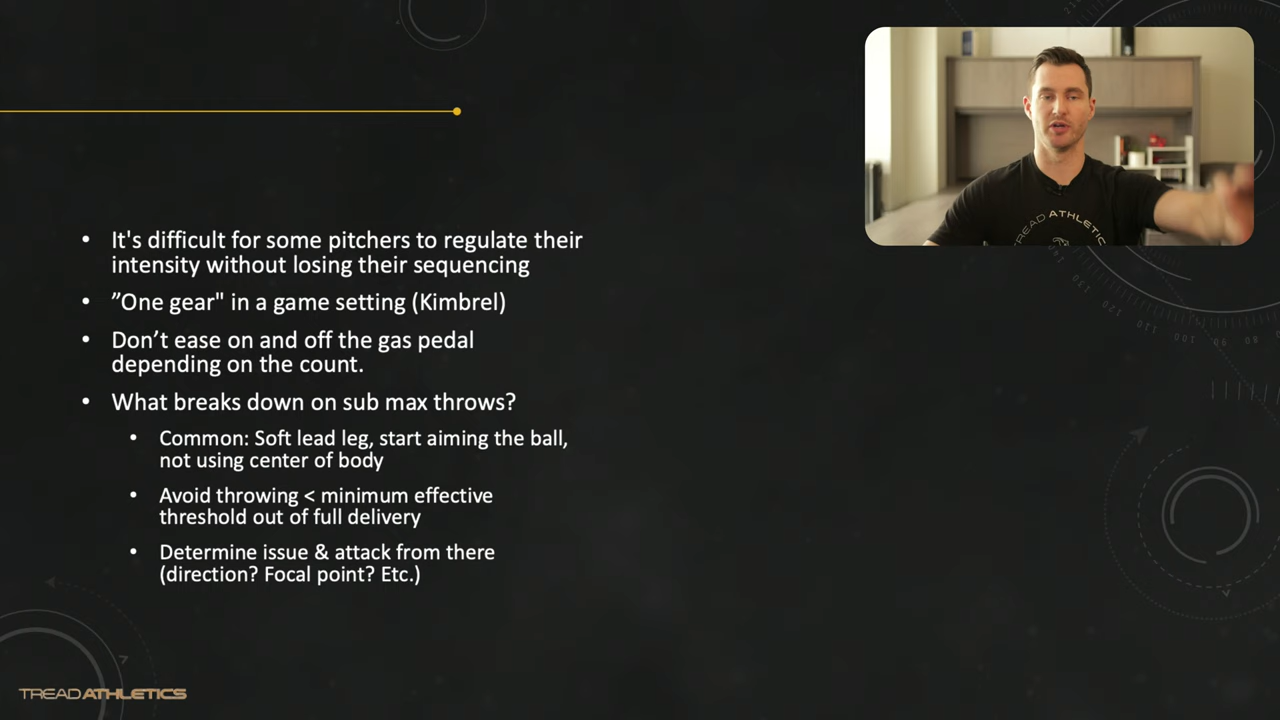 It's difficult for some pitchers to regulate their
intensity without losing their sequencing
”One gear" in a game setting (Kimbrel)
Don’t ease on and off the gas pedal
depending on the count.
What breaks down on sub max throws?
Common: Soft lead leg, start aiming the ball,
not using center of body
Avoid throwing < minimum effective
threshold out of full delivery
Determine issue & attack from there
(direction? Focal point? Etc.)
TREAD ATHLETICS